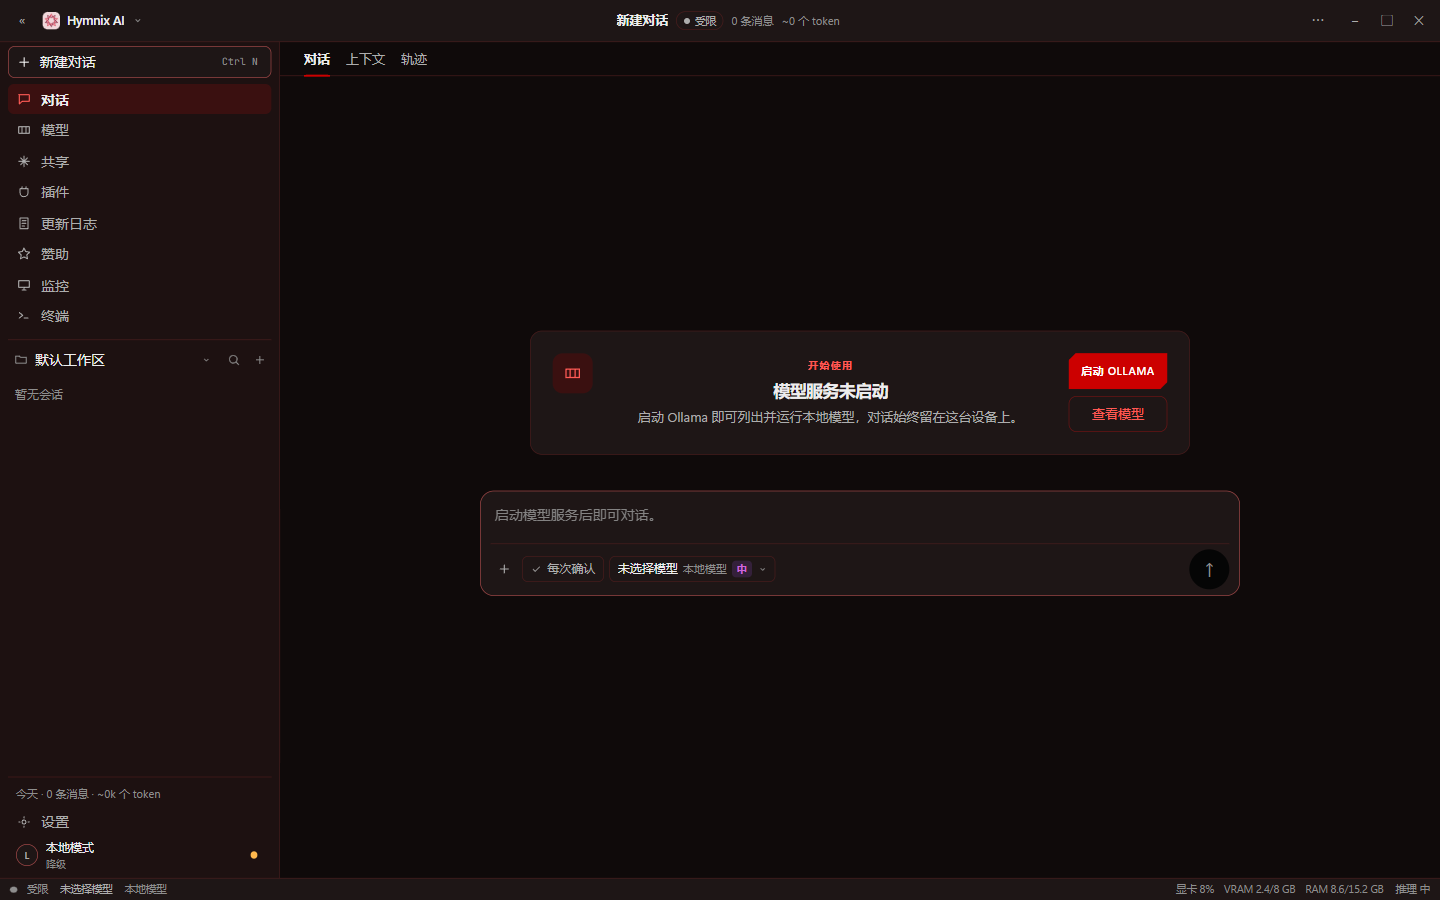 « Hymnix AI
新建对话 受限 0 条消息 ~0 个 token
新建对话 Ctrl N
对话
模型
共享
插件
更新日志
赞助
监控
终端
默认工作区
暂无会话
今天 · 0 条消息 · ~0k 个 token
设置
L
本地模式
降级
对话 上下文 轨迹
开始使用
模型服务未启动
启动 Ollama 即可列出并运行本地模型，对话始终留在这台设备上。
启动 OLLAMA
查看模型
启动模型服务后即可对话。
每次确认 未选择模型 本地模型 中
受限 未选择模型 本地模型
显卡 8% VRAM 2.4/8 GB RAM 8.6/15.2 GB 推理 中